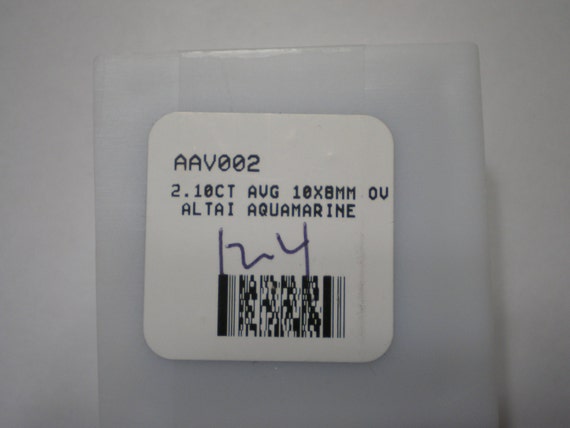 AAV002
2.10CT AVG 10X8MM OV
ALTAI AQUAMARINE
12-4